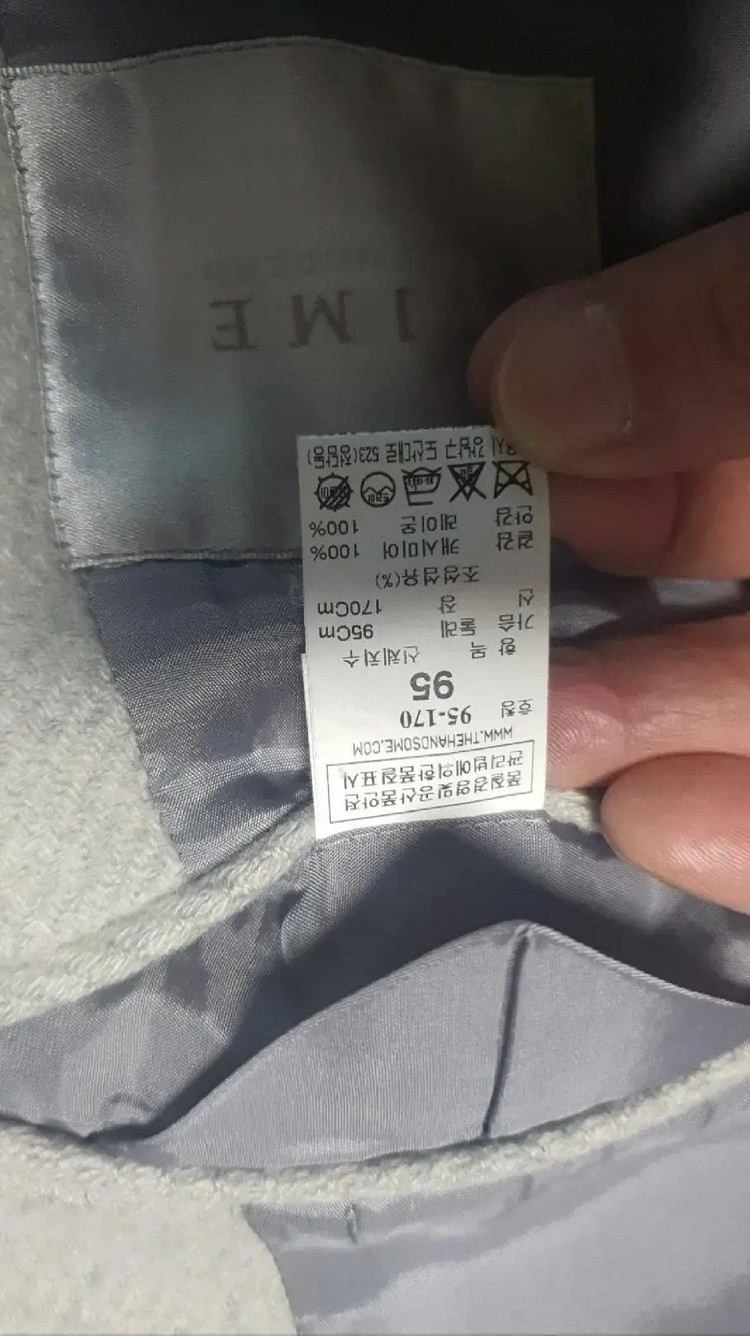 품질경영및공산품안전
관리법에의한품질표시
WWW.THEHANDSOME.COM
호칭 95-170
95
항 목 신체치수
가슴 둘레 95Cm
신 장 170Cm
조성섬유(%)
겉감 캐시미어 100%
안감 레이온 100%
강남구 도산대로 523(청담동)
IME